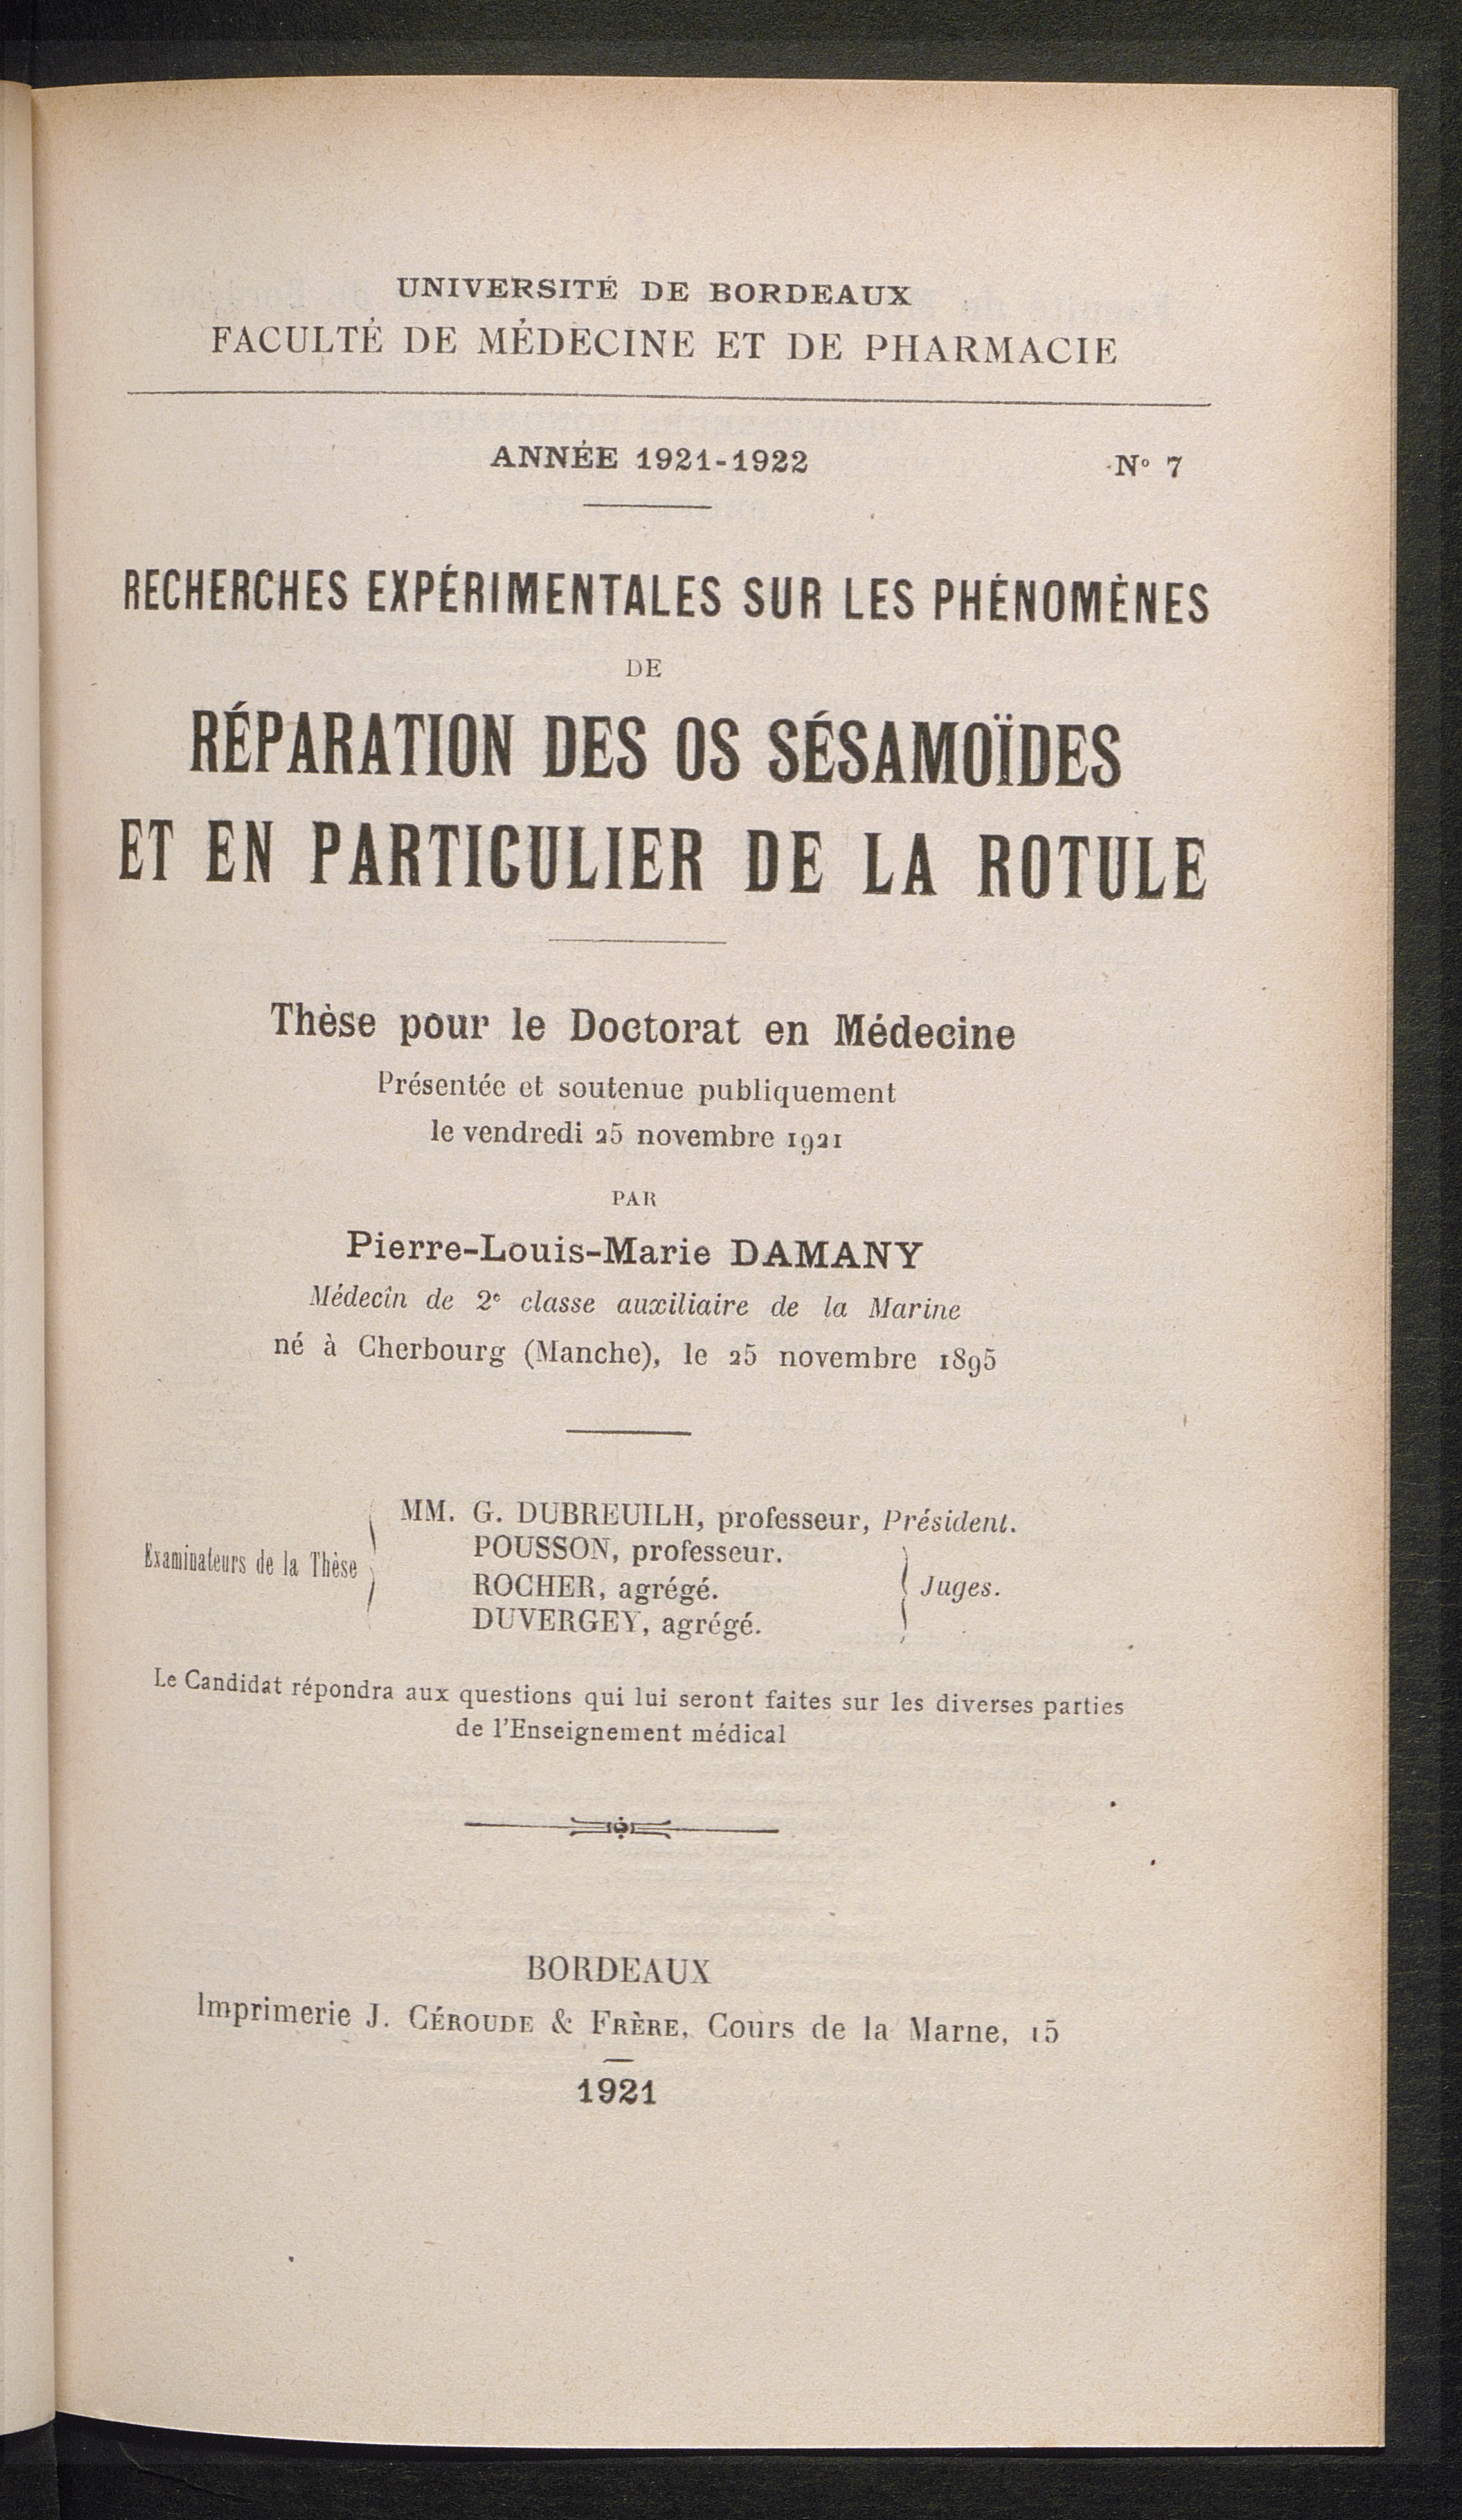 UNIVERSITÉ DE BORDEAUX
FACULTÉ DE MÉDECINE ET DE PHARMACIE
ANNÉE 1921-1922
N° 7
RECHERCHES EXPÉRIMENTALES SUR LES PHÉNOMÈNES
DE
RÉPARATION DES OS SÉSAMOÏDES
ET EN PARTICULIER DE LA ROTULE
Thèse pour le Doctorat en Médecine
Présentée et soutenue publiquement
le vendredi 25 novembre 1921
PAR
Pierre-Louis-Marie DAMANY
Médecin de 2e classe auxiliaire de la Marine
né à Cherbourg (Manche), le 25 novembre 1895
Examinateurs de la Thèse
MM. G. DUBREUILH, professeur, Président.
POUSSON, professeur.
ROCHER, agrégé.
DUVERGEY, agrégé.
Juges.
Le Candidat répondra aux questions qui lui seront faites sur les diverses parties
de l'Enseignement médical
BORDEAUX
Imprimerie J. CÉROUDE & FRÈRE, Cours de la Marne, 15
1921